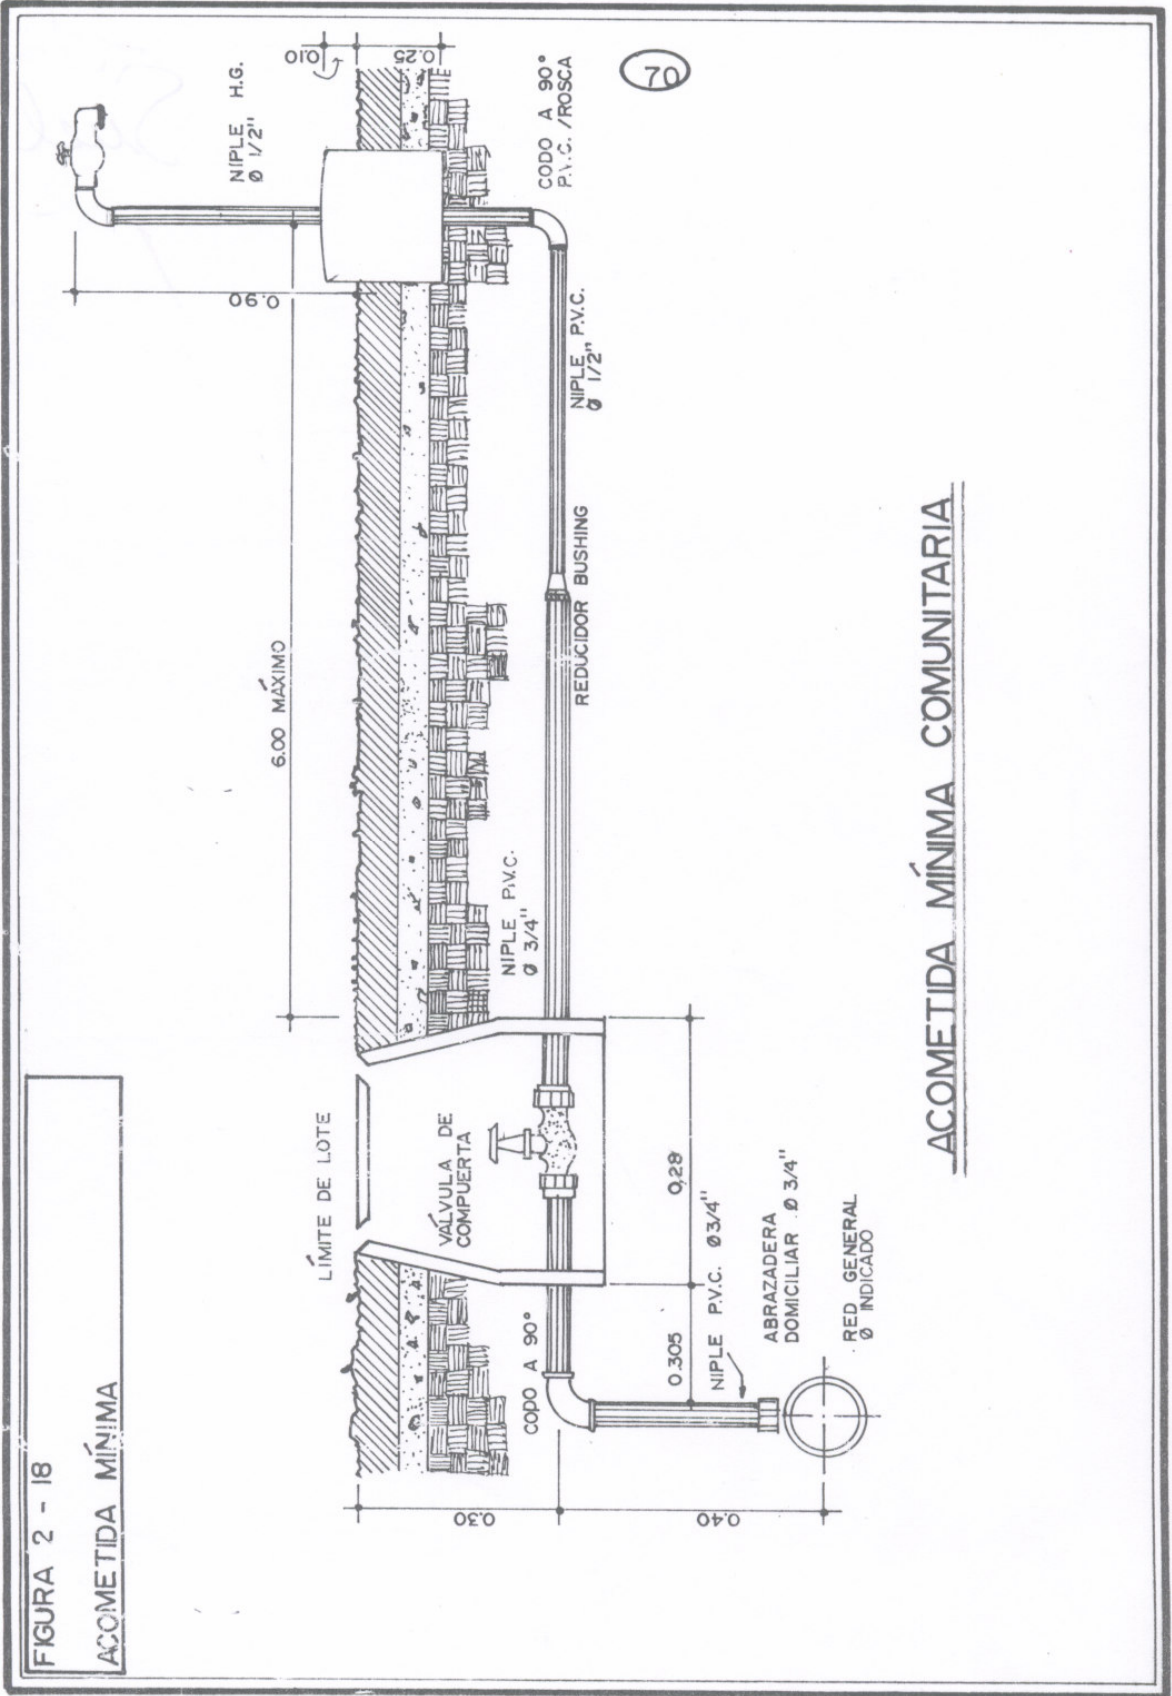 FIGURA 2 - 18
ACOMETIDA MÍNIMA
LÍMITE DE LOTE
6.00 MÁXIMO
0.90
NIPLE H.G.
Ø 1/2"
0.10
0.25
VÁLVULA DE
COMPUERTA
NIPLE P.V.C.
Ø 3/4"
CODO A 90°
0.30
0.40
0.305
0,29
NIPLE P.V.C. Ø3/4"
ABRAZADERA
DOMICILIAR Ø 3/4"
RED GENERAL
Ø INDICADO
REDUCIDOR BUSHING
NIPLE P.V.C.
Ø 1/2"
CODO A 90°
P.V.C. /ROSCA
70
ACOMETIDA MÍNIMA COMUNITARIA